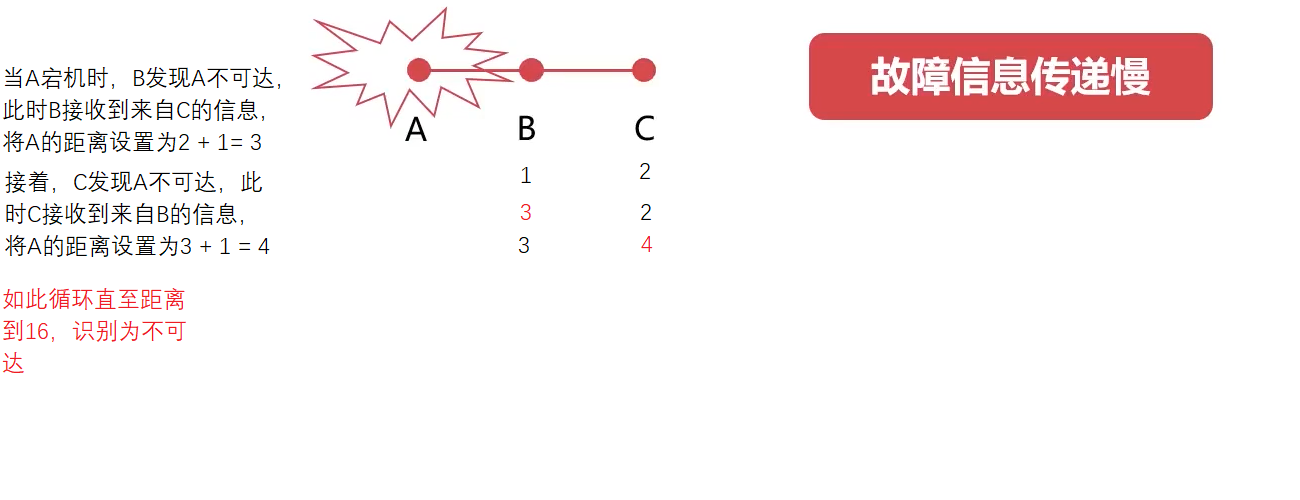 当A宕机时，B发现A不可达，
此时B接收到来自C的信息，
将A的距离设置为2 + 1= 3
接着，C发现A不可达，此
时C接收到来自B的信息，
将A的距离设置为3 + 1 = 4
如此循环直至距离
到16，识别为不可
达
A B C
1 2
3 2
3 4
故障信息传递慢